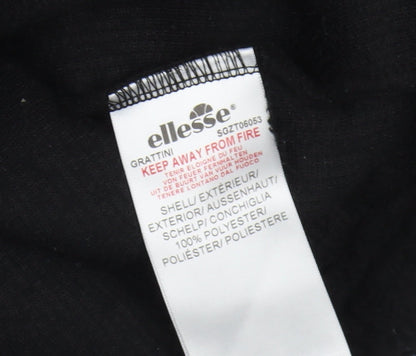 ellesse®
GRATTINI SGZT06053
KEEP AWAY FROM FIRE
TENIR ELOIGNE DU FEU
VON FEUER FERNHALTEN
UIT DE BUURT VAN VUUR HOUDEN
TENERE LONTANO DAL FUOCO
SHELL/ EXTÉRIEUR/
EXTERIOR/ AUSSENHAUT/
SCHELP/ CONCHIGLIA
100% POLYESTER/
POLIÉSTER/ POLIESTERE